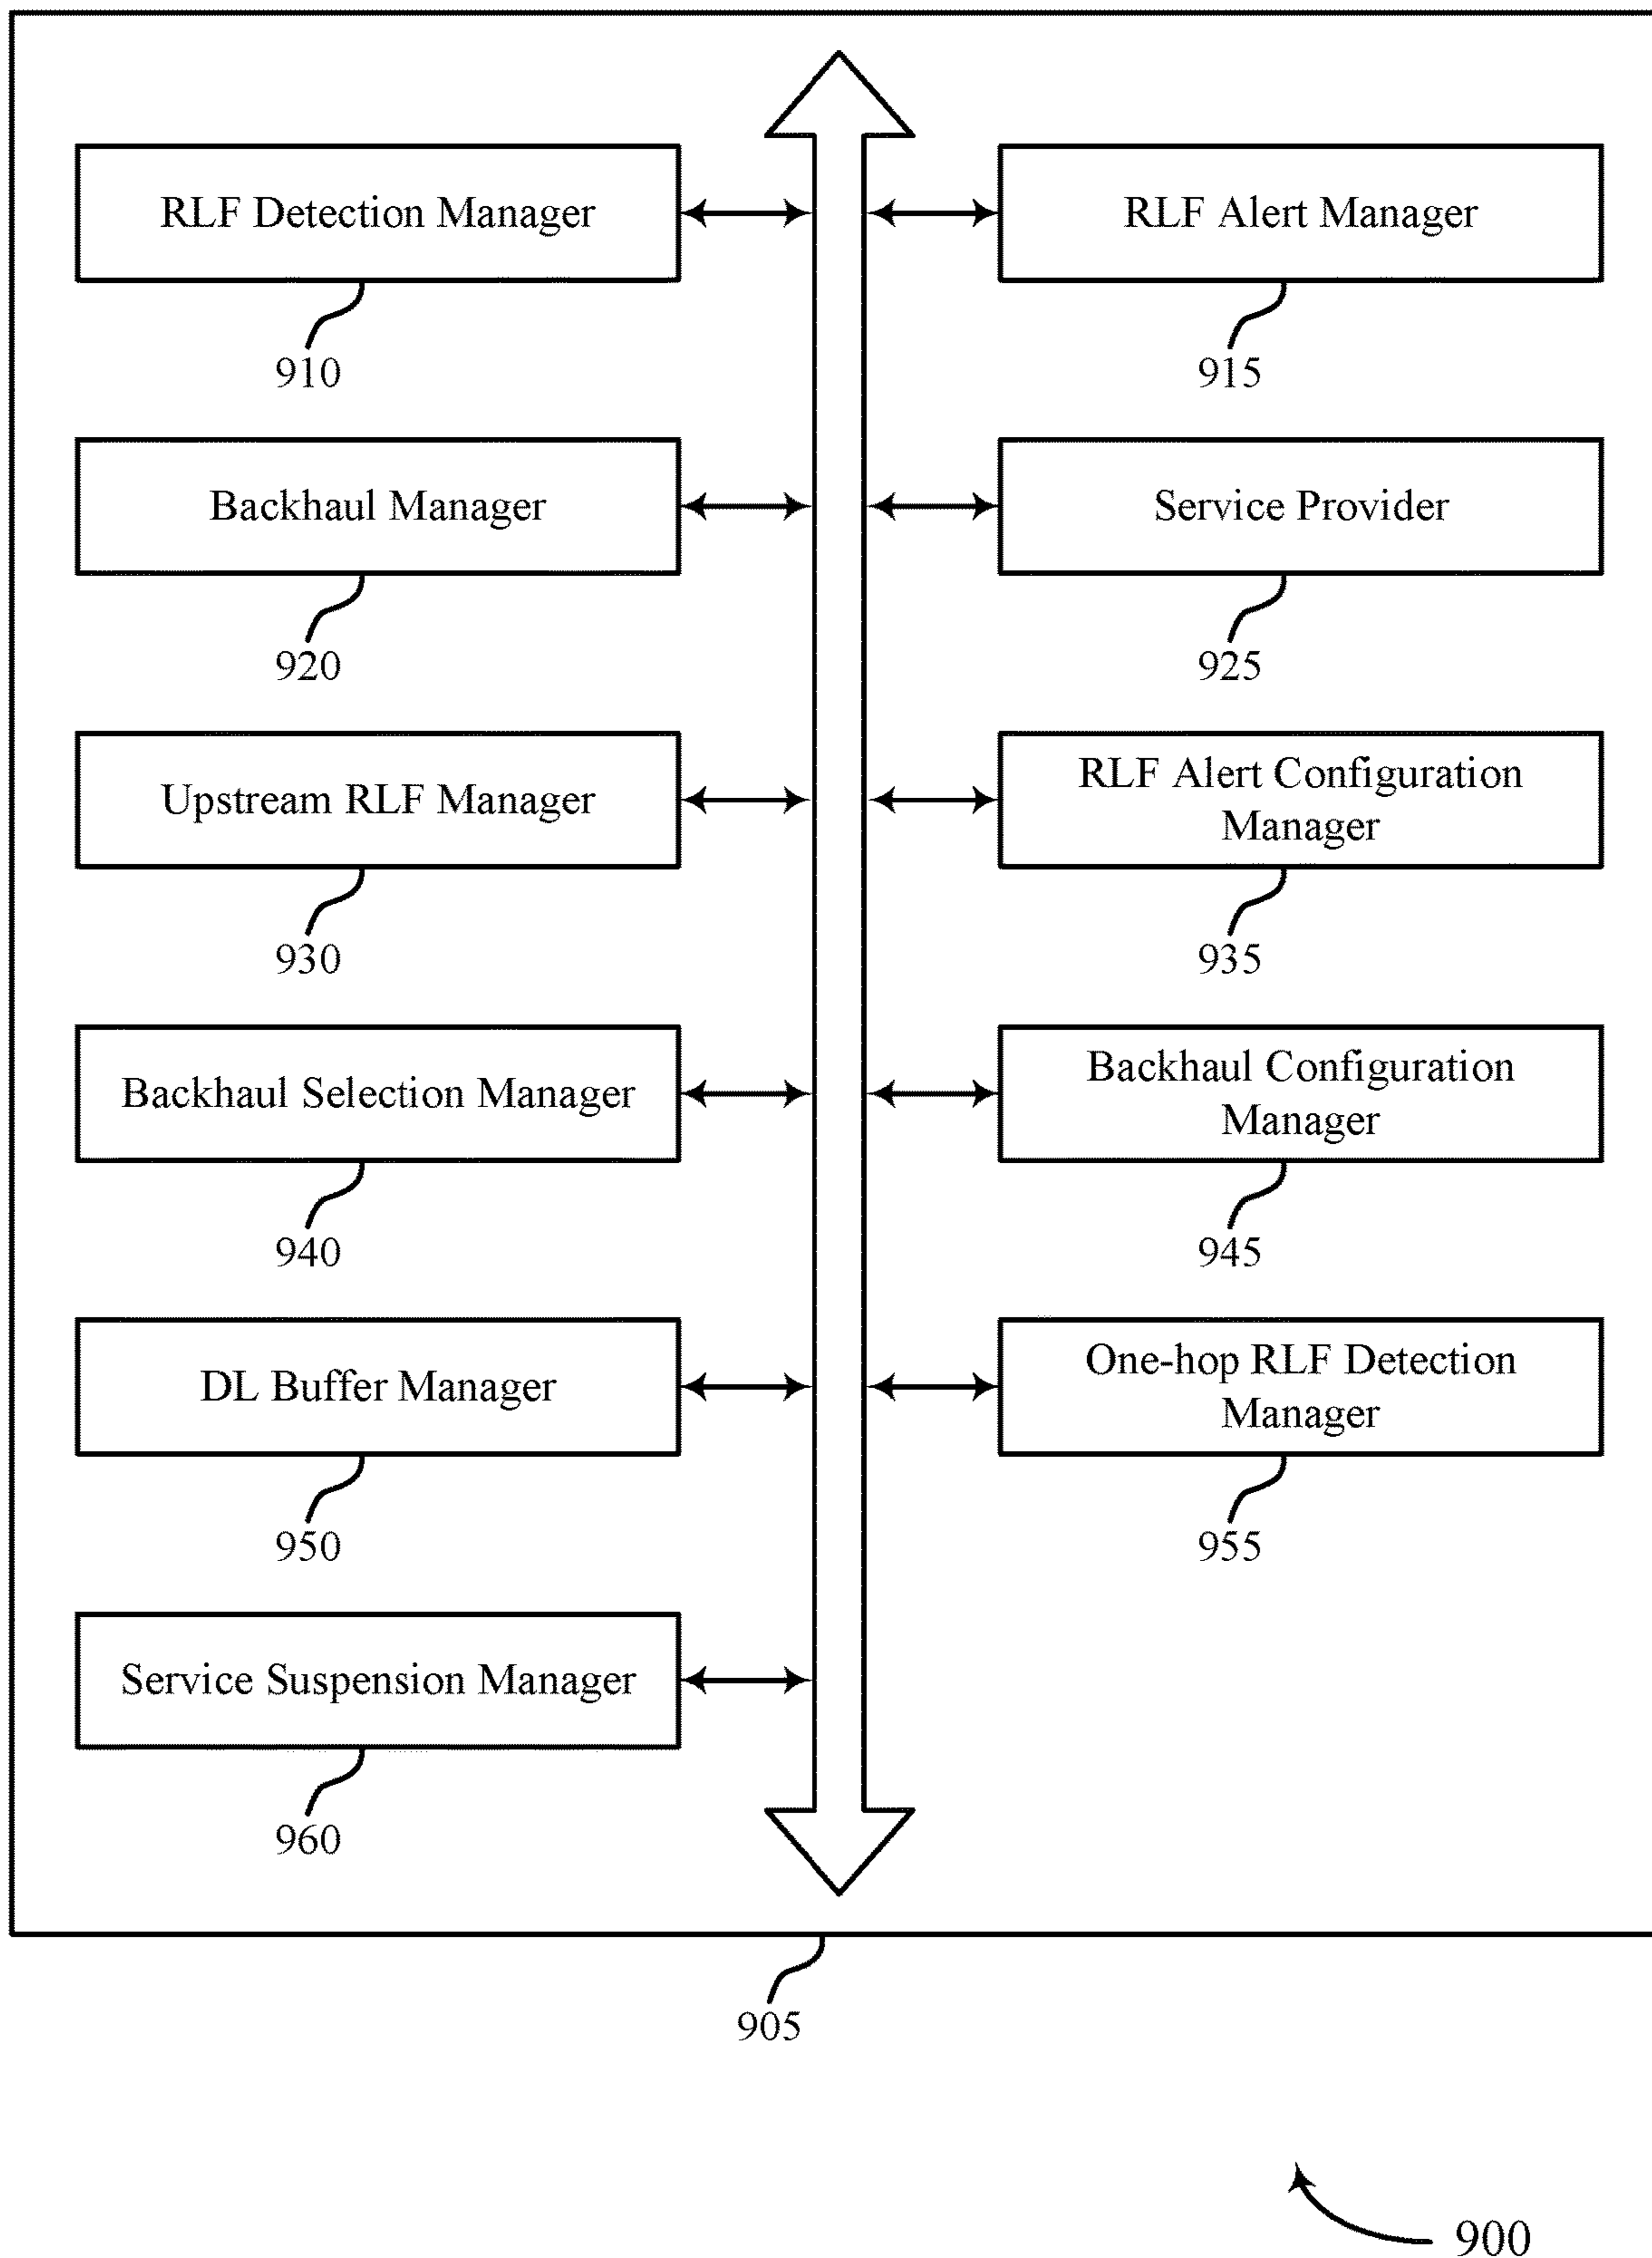 RLF Detection Manager
910
RLF Alert Manager
915
Backhaul Manager
920
Service Provider
925
Upstream RLF Manager
930
RLF Alert Configuration
Manager
935
Backhaul Selection Manager
940
Backhaul Configuration
Manager
945
DL Buffer Manager
950
One-hop RLF Detection
Manager
955
Service Suspension Manager
960
905
900